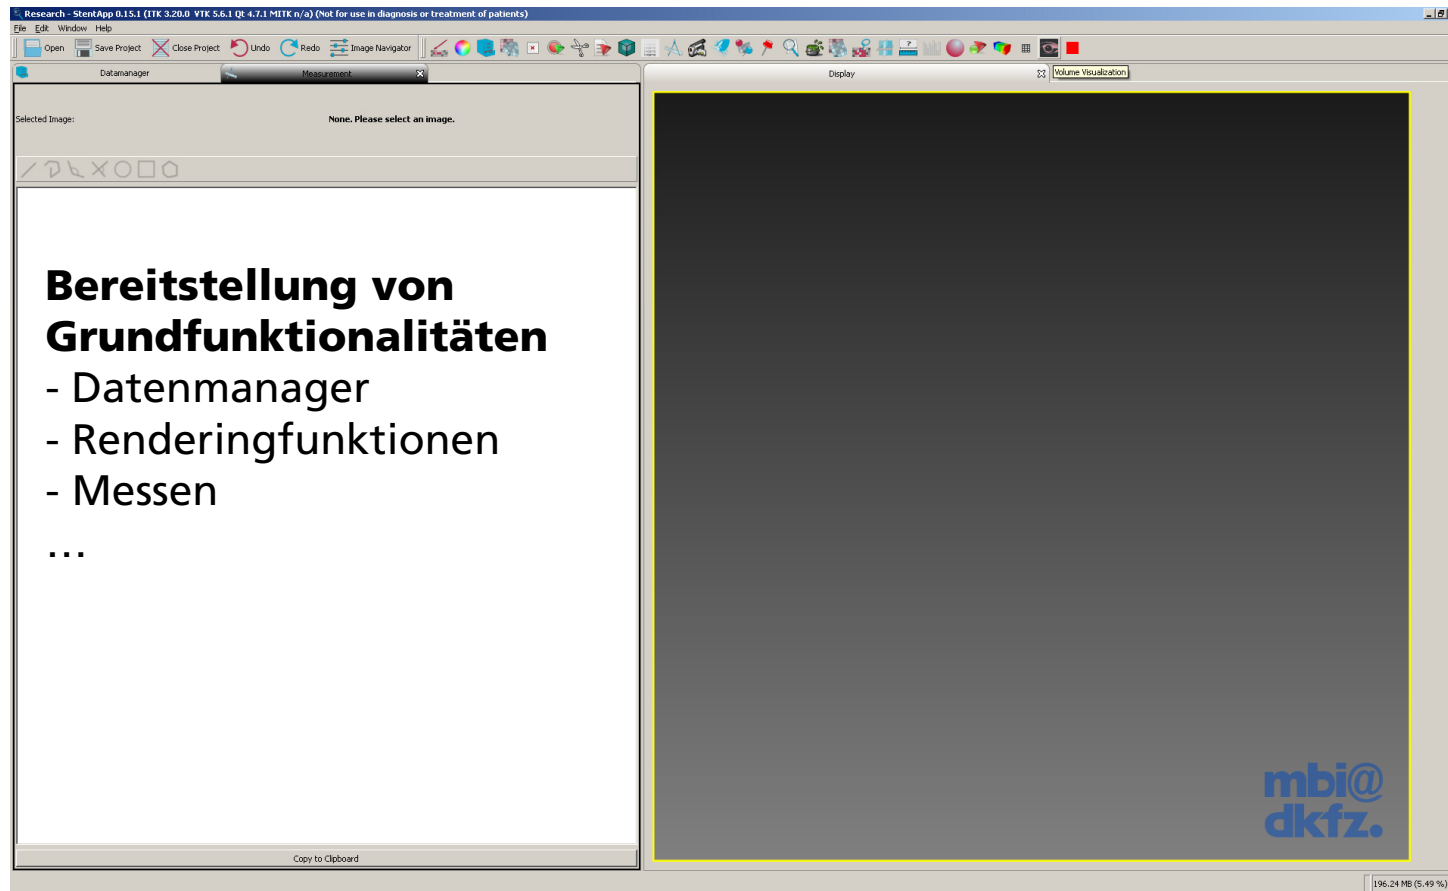 Research - StentApp 0.15.1 (ITK 3.20.0 VTK 5.6.1 Qt 4.7.1 MITK n/a) (Not for use in diagnosis or treatment of patients)
File Edit Window Help
Open Save Project Close Project Undo Redo Image Navigator
Datamanager Measurement Display Volume Visualization
Selected Image: None. Please select an image.
Bereitstellung von
Grundfunktionalitäten
- Datenmanager
- Renderingfunktionen
- Messen
...
mbi@
dkfz.
Copy to Clipboard
196.24 MB (5.49 %)